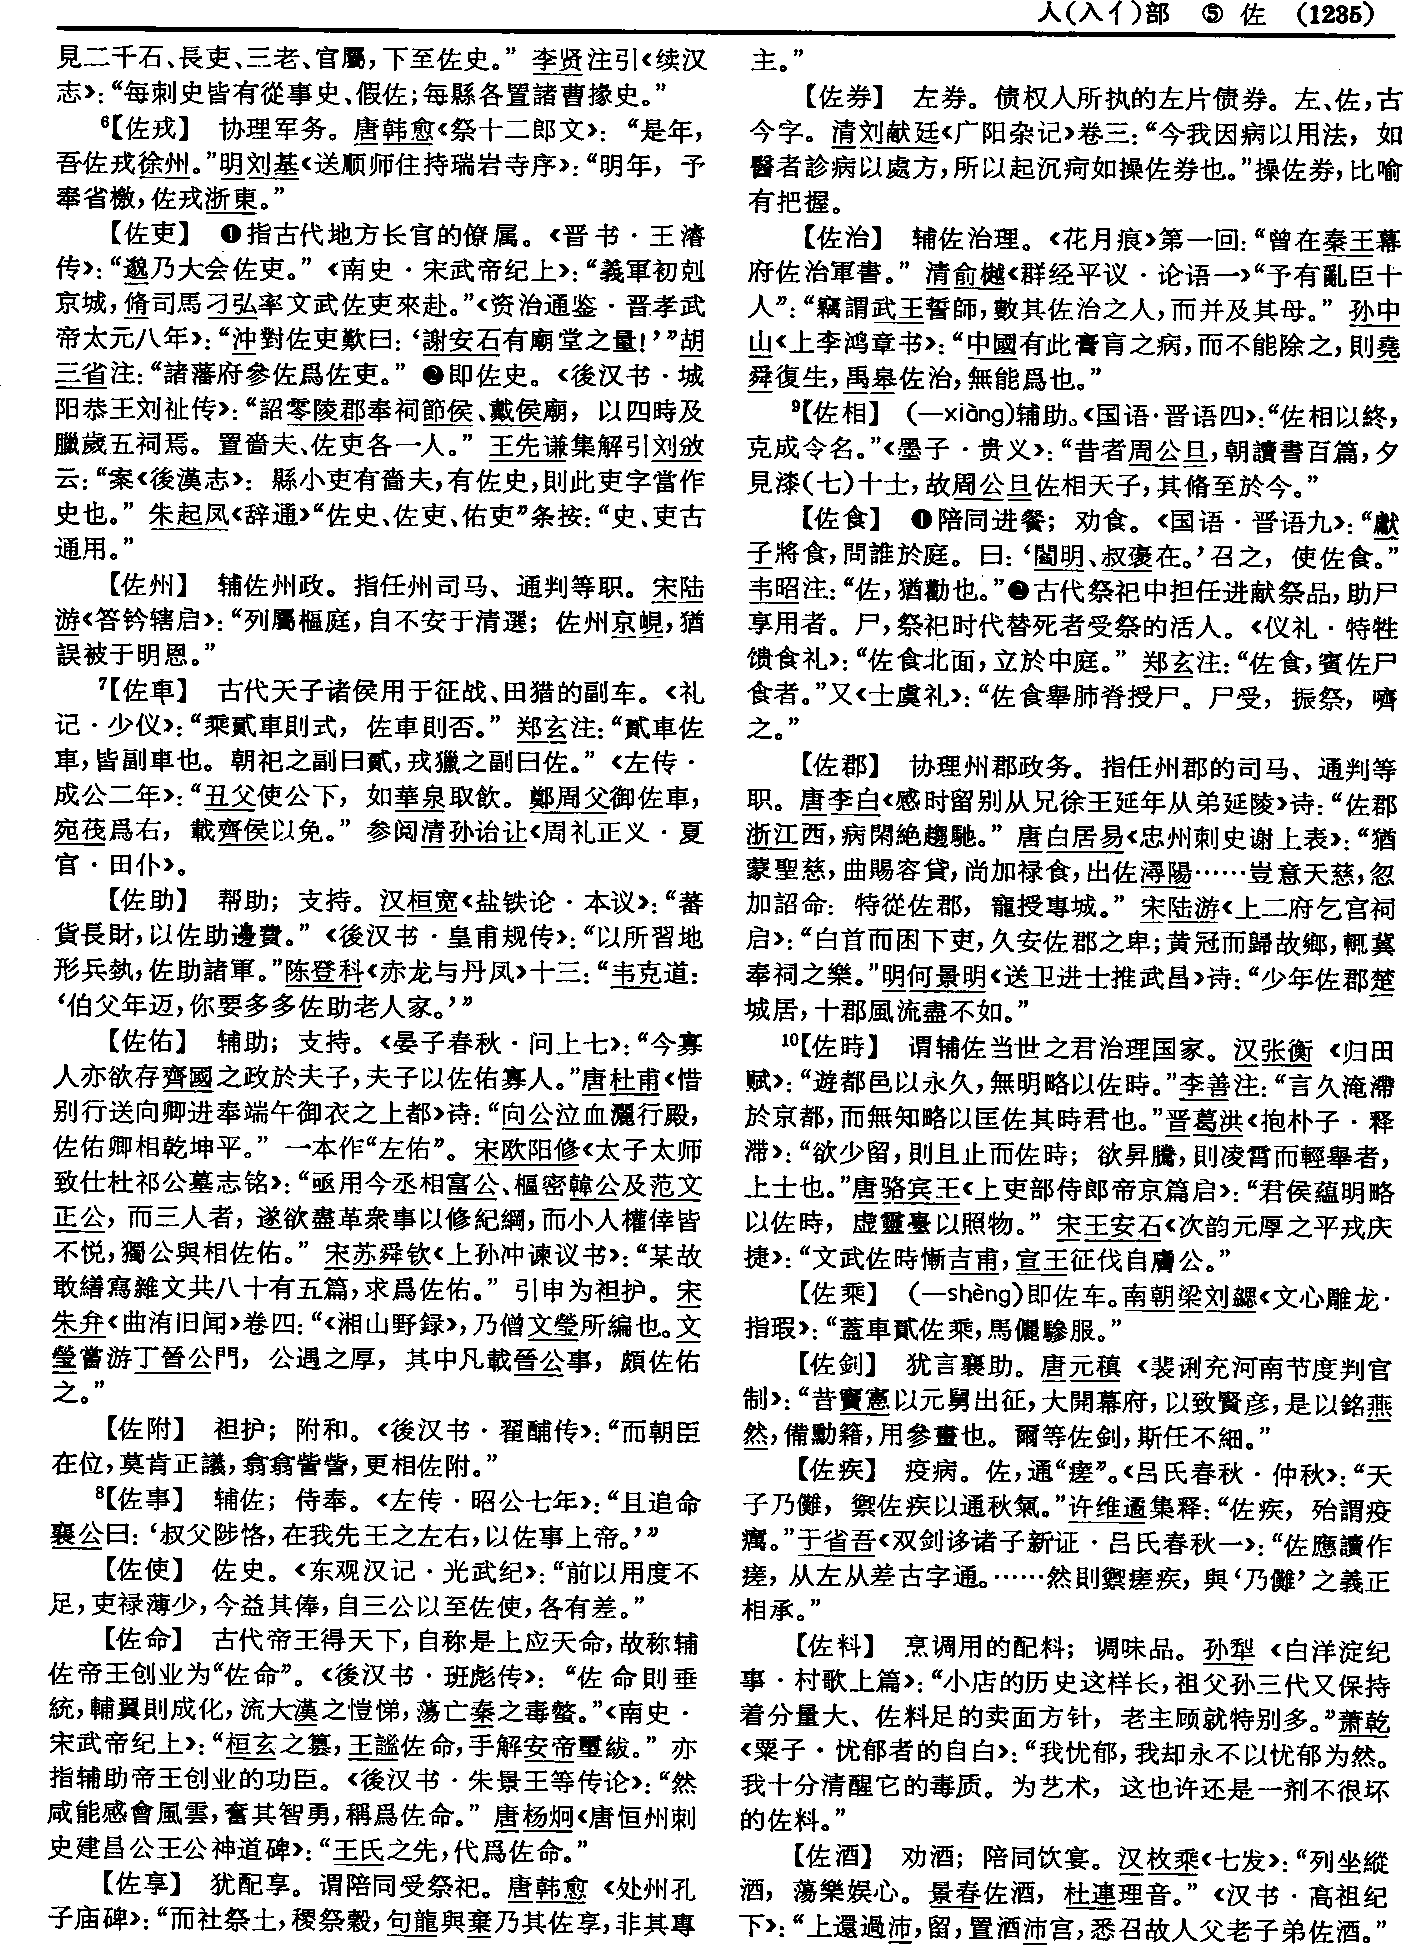 人(入亻)部 ⑤ 佐 (1235)
見二千石、長吏、三老、官屬，下至佐史。”李贤注引《续汉
志》：“每刺史皆有從事史、假佐；每縣各置諸曹掾史。”
⁶【佐戎】 协理军务。唐韩愈《祭十二郎文》：“是年，
吾佐戎徐州。”明刘基《送顺师住持瑞岩寺序》：“明年，予
奉省檄，佐戎浙東。”
【佐吏】 ❶指古代地方长官的僚属。《晋书·王濬
传》：“邈乃大会佐吏。”《南史·宋武帝纪上》：“義軍初剋
京城，脩司馬刁弘率文武佐吏來赴。”《资治通鉴·晋孝武
帝太元八年》：“沖對佐吏歎曰：‘謝安石有廟堂之量！’”胡
三省注：“諸藩府參佐爲佐吏。”❷即佐史。《後汉书·城
阳恭王刘祉传》：“詔零陵郡奉祠節侯、戴侯廟，以四時及
臘歲五祠焉。置嗇夫、佐吏各一人。”王先谦集解引刘攽
云：“案《後漢志》：縣小吏有嗇夫，有佐史，則此吏字當作
史也。”朱起凤《辞通》“佐史、佐吏、佑吏”条按：“史、吏古
通用。”
【佐州】 辅佐州政。指任州司马、通判等职。宋陆
游《答钤辖启》：“列屬樞庭，自不安于清選；佐州京峴，猶
誤被于明恩。”
⁷【佐車】 古代天子诸侯用于征战、田猎的副车。《礼
记·少仪》：“乘貳車則式，佐車則否。”郑玄注：“貳車佐
車，皆副車也。朝祀之副曰貳，戎獵之副曰佐。”《左传·
成公二年》：“丑父使公下，如華泉取飲。鄭周父御佐車，
宛茷爲右，載齊侯以免。”参阅清孙诒让《周礼正义·夏
官·田仆》。
【佐助】 帮助；支持。汉桓宽《盐铁论·本议》：“蕃
貨長財，以佐助邊費。”《後汉书·皇甫规传》：“以所習地
形兵埶，佐助諸軍。”陈登科《赤龙与丹凤》十三：“韦克道：
‘伯父年迈，你要多多佐助老人家。’”
【佐佑】 辅助；支持。《晏子春秋·问上七》：“今寡
人亦欲存齊國之政於夫子，夫子以佐佑寡人。”唐杜甫《惜
别行送向卿进奉端午御衣之上都》诗：“向公泣血灑行殿，
佐佑卿相乾坤平。”一本作“左佑”。宋欧阳修《太子太师
致仕杜祁公墓志铭》：“亟用今丞相富公、樞密韓公及范文
正公，而三人者，遂欲盡革衆事以修紀綱，而小人權倖皆
不悦，獨公與相佐佑。”宋苏舜钦《上孙冲谏议书》：“某故
敢繕寫雜文共八十有五篇，求爲佐佑。”引申为袒护。宋
朱弁《曲洧旧闻》卷四：“《湘山野録》，乃僧文瑩所編也。文
瑩嘗游丁晉公門，公遇之厚，其中凡載晉公事，頗佐佑
之。”
【佐附】 袒护；附和。《後汉书·翟酺传》：“而朝臣
在位，莫肯正議，翕翕訾訾，更相佐附。”
⁸【佐事】 辅佐；侍奉。《左传·昭公七年》：“且追命
襄公曰：‘叔父陟恪，在我先王之左右，以佐事上帝。’”
【佐使】 佐史。《东观汉记·光武纪》：“前以用度不
足，吏禄薄少，今益其俸，自三公以至佐使，各有差。”
【佐命】 古代帝王得天下，自称是上应天命，故称辅
佐帝王创业为“佐命”。《後汉书·班彪传》：“佐命則垂
統，輔翼則成化，流大漢之愷悌，蕩亡秦之毒螫。”《南史·
宋武帝纪上》：“桓玄之篡，王謐佐命，手解安帝璽紱。”亦
指辅助帝王创业的功臣。《後汉书·朱景王等传论》：“然
咸能感會風雲，奮其智勇，稱爲佐命。”唐杨炯《唐恒州刺
史建昌公王公神道碑》：“王氏之先，代爲佐命。”
【佐享】 犹配享。谓陪同受祭祀。唐韩愈《处州孔
子庙碑》：“而社祭土，稷祭穀，句龍與棄乃其佐享，非其專
主。”
【佐券】 左券。债权人所执的左片债券。左、佐，古
今字。清刘献廷《广阳杂记》卷三：“今我因病以用法，如
醫者診病以處方，所以起沉疴如操佐券也。”操佐券，比喻
有把握。
【佐治】 辅佐治理。《花月痕》第一回：“曾在秦王幕
府佐治軍書。”清俞樾《群经平议·论语一》“予有亂臣十
人”：“竊謂武王誓師，數其佐治之人，而并及其母。”孙中
山《上李鸿章书》：“中國有此膏肓之病，而不能除之，則堯
舜復生，禹皋佐治，無能爲也。”
⁹【佐相】 (—xiàng)辅助。《国语·晋语四》：“佐相以終，
克成令名。”《墨子·贵义》：“昔者周公旦，朝讀書百篇，夕
見漆(七)十士，故周公旦佐相天子，其脩至於今。”
【佐食】 ❶陪同进餐；劝食。《国语·晋语九》：“獻
子將食，問誰於庭。曰：‘閻明、叔褒在。’召之，使佐食。”
韦昭注：“佐，猶勸也。”❷古代祭祀中担任进献祭品，助尸
享用者。尸，祭祀时代替死者受祭的活人。《仪礼·特牲
馈食礼》：“佐食北面，立於中庭。”郑玄注：“佐食，賓佐尸
食者。”又《士虞礼》：“佐食舉肺脊授尸。尸受，振祭，嚌
之。”
【佐郡】 协理州郡政务。指任州郡的司马、通判等
职。唐李白《感时留别从兄徐王延年从弟延陵》诗：“佐郡
浙江西，病閑絶趨馳。”唐白居易《忠州刺史谢上表》：“猶
蒙聖慈，曲賜容貸，尚加禄食，出佐潯陽……豈意天慈，忽
加詔命：特從佐郡，寵授專城。”宋陆游《上二府乞宫祠
启》：“白首而困下吏，久安佐郡之卑；黄冠而歸故鄉，輒冀
奉祠之樂。”明何景明《送卫进士推武昌》诗：“少年佐郡楚
城居，十郡風流盡不如。”
¹⁰【佐時】 谓辅佐当世之君治理国家。汉张衡《归田
赋》：“遊都邑以永久，無明略以佐時。”李善注：“言久淹滯
於京都，而無知略以匡佐其時君也。”晋葛洪《抱朴子·释
滞》：“欲少留，則且止而佐時；欲昇騰，則凌霄而輕舉者，
上士也。”唐骆宾王《上吏部侍郎帝京篇启》：“君侯蘊明略
以佐時，虚靈臺以照物。”宋王安石《次韵元厚之平戎庆
捷》：“文武佐時慚吉甫，宣王征伐自膚公。”
【佐乘】 (—shèng)即佐车。南朝梁刘勰《文心雕龙·
指瑕》：“蓋車貳佐乘，馬儷驂服。”
【佐剑】 犹言襄助。唐元稹《裴诩充河南节度判官
制》：“昔竇憲以元舅出征，大開幕府，以致賢彦，是以銘燕
然，備勳籍，用參畫也。爾等佐劍，斯任不細。”
【佐疾】 疫病。佐，通“瘥”。《吕氏春秋·仲秋》：“天
子乃儺，禦佐疾以通秋氣。”许维遹集释：“佐疾，殆謂疫
癘。”于省吾《双剑誃诸子新证·吕氏春秋一》：“佐應讀作
瘥，从左从差古字通。……然則禦瘥疾，與‘乃儺’之義正
相承。”
【佐料】 烹调用的配料；调味品。孙犁《白洋淀纪
事·村歌上篇》：“小店的历史这样长，祖父孙三代又保持
着分量大、佐料足的卖面方针，老主顾就特别多。”萧乾
《粟子·忧郁者的自白》：“我忧郁，我却永不以忧郁为然。
我十分清醒它的毒质。为艺术，这也许还是一剂不很坏
的佐料。”
【佐酒】 劝酒；陪同饮宴。汉枚乘《七发》：“列坐縱
酒，蕩樂娱心。景春佐酒，杜連理音。”《汉书·高祖纪
下》：“上還過沛，留，置酒沛宫，悉召故人父老子弟佐酒。”